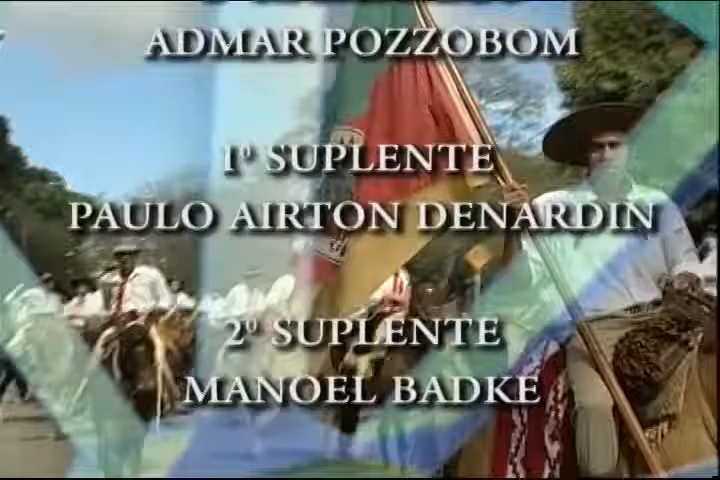 ADMAR POZZOBOM
1º SUPLENTE
PAULO AIRTON DENARDIN
2º SUPLENTE
MANOEL BADKE